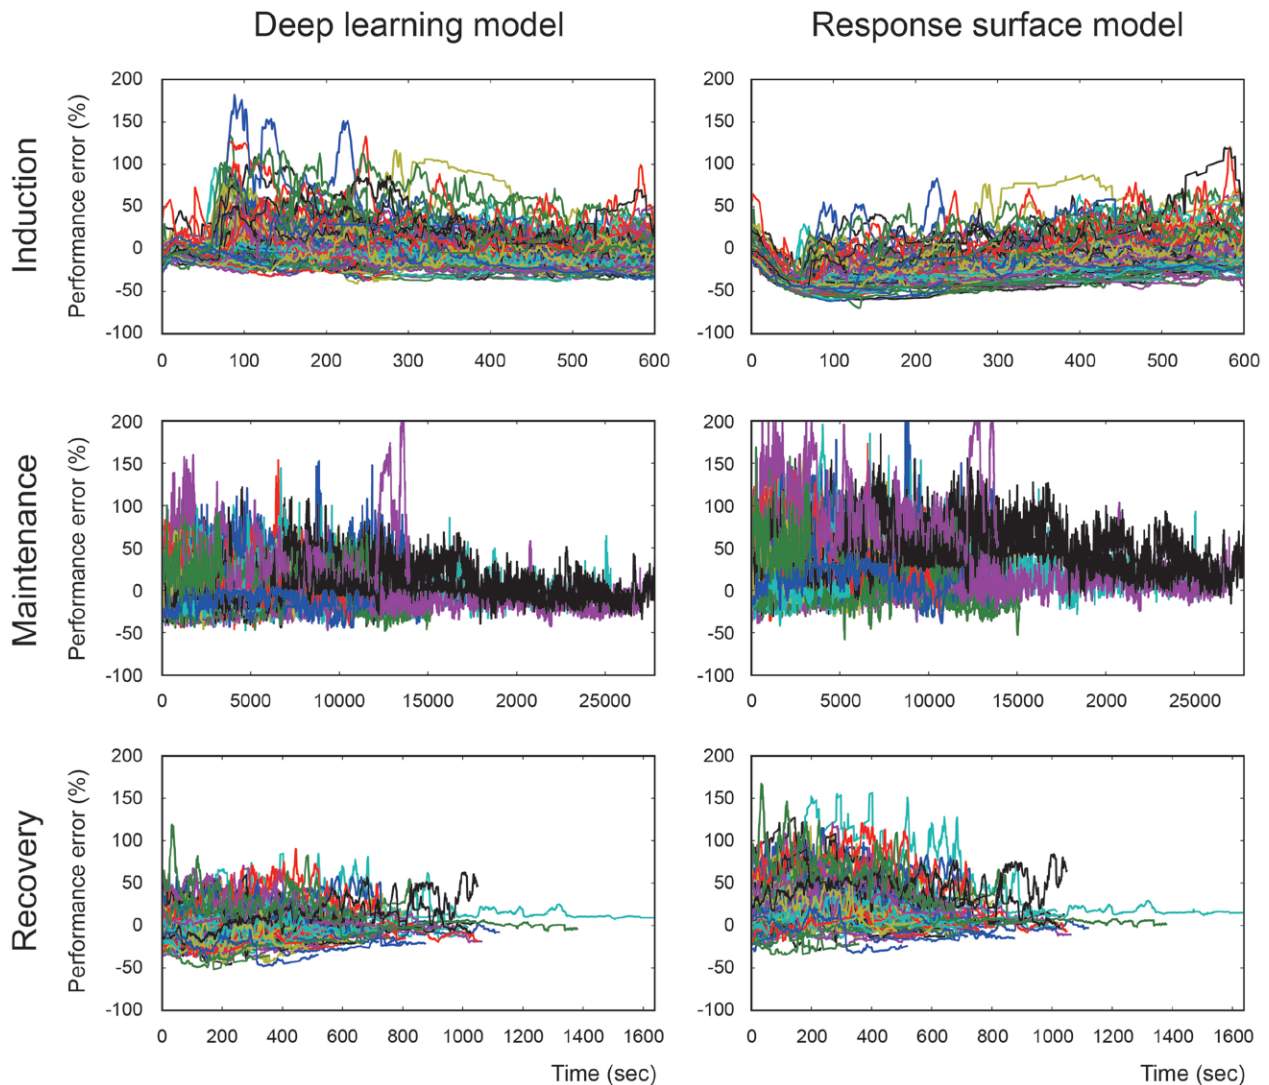 Deep learning model
Response surface model
Induction
Performance error (%)
200
150
100
50
0
-50
-100
0 100 200 300 400 500 600
200
150
100
50
0
-50
-100
0 100 200 300 400 500 600
Maintenance
Performance error (%)
200
150
100
50
0
-50
-100
0 5000 10000 15000 2000 25000
200
150
100
50
0
-50
-100
0 5000 10000 15000 2000 25000
Recovery
Performance error (%)
200
150
100
50
0
-50
-100
0 200 400 600 800 1000 1200 1400 1600
Time (sec)
200
150
100
50
0
-50
-100
0 200 400 600 800 1000 1200 1400 1600
Time (sec)